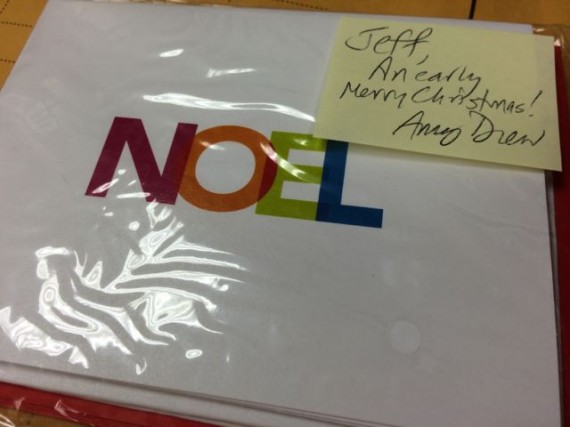 Jeff,
An early
Merry Christmas!
Amy Drew
NOEL